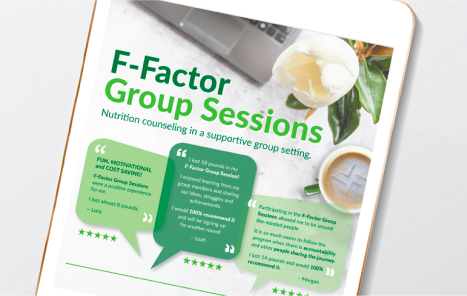 F-Factor
Group Sessions
Nutrition counseling in a supportive group setting.
“
FUN, MOTIVATIONAL
and COST SAVING!
F-Factor Group Sessions
were a positive experience
for me.
I lost almost 8 pounds.
– Lora
”
“
I lost 18 pounds in my
F-Factor Group Session!
I enjoyed learning from my
group members and sharing
our ideas, struggles and
achievements.
I would 100% recommend it
and will be signing up
for another round!
– Leah
”
“
Participating in the F-Factor Group
Sessions allowed me to be around
like-minded people.
It is so much easier to follow the
program when there is accountability
and other people sharing the journey.
I lost 14 pounds and would 100%
recommend it.
– Morgan
”